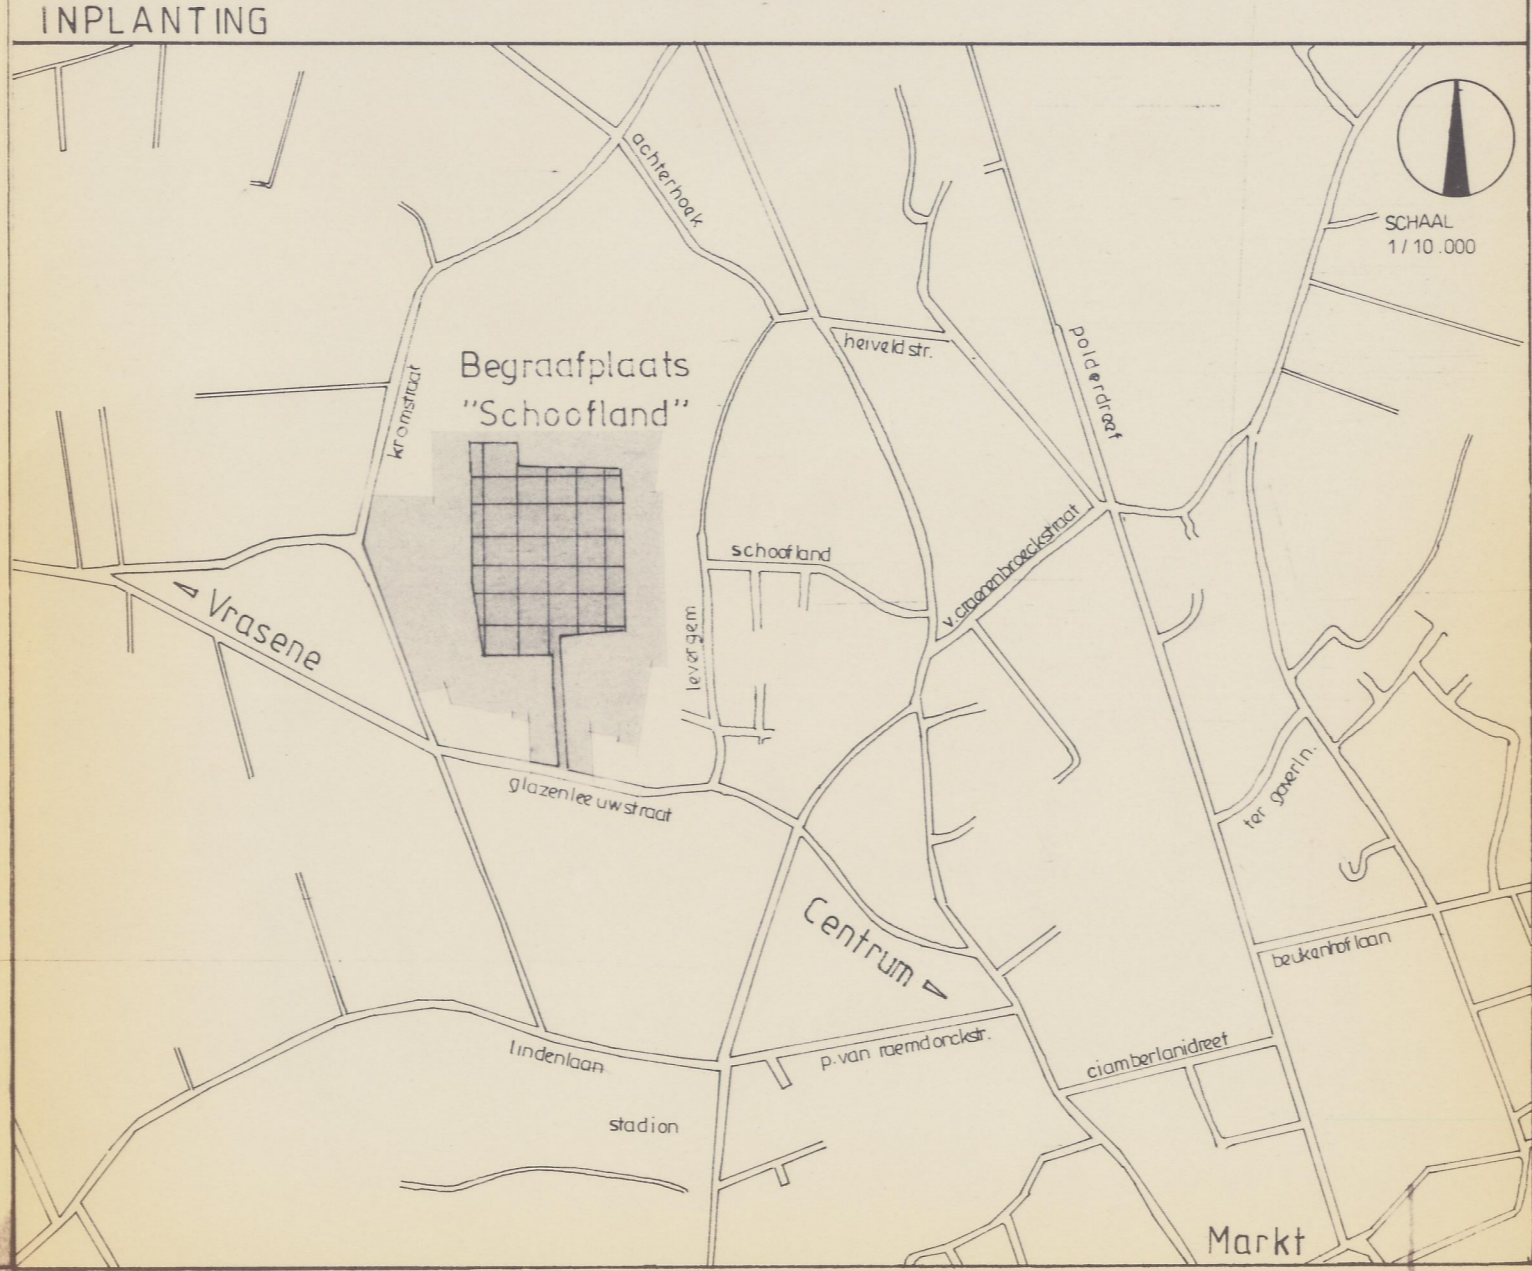 INPLANTING
SCHAAL
1/10.000
achterhoek
heiveldstr.
polderdreef
Begraafplaats
"Schoofland"
kromstraat
schoofland
v.craenenbroeckstraat
Vrasene
levergem
glazenleeuwstraat
ter gaverln.
Centrum
beukenhoflaan
lindenlaan
p.van raemdonckstr.
ciamberlanidreef
stadion
Markt